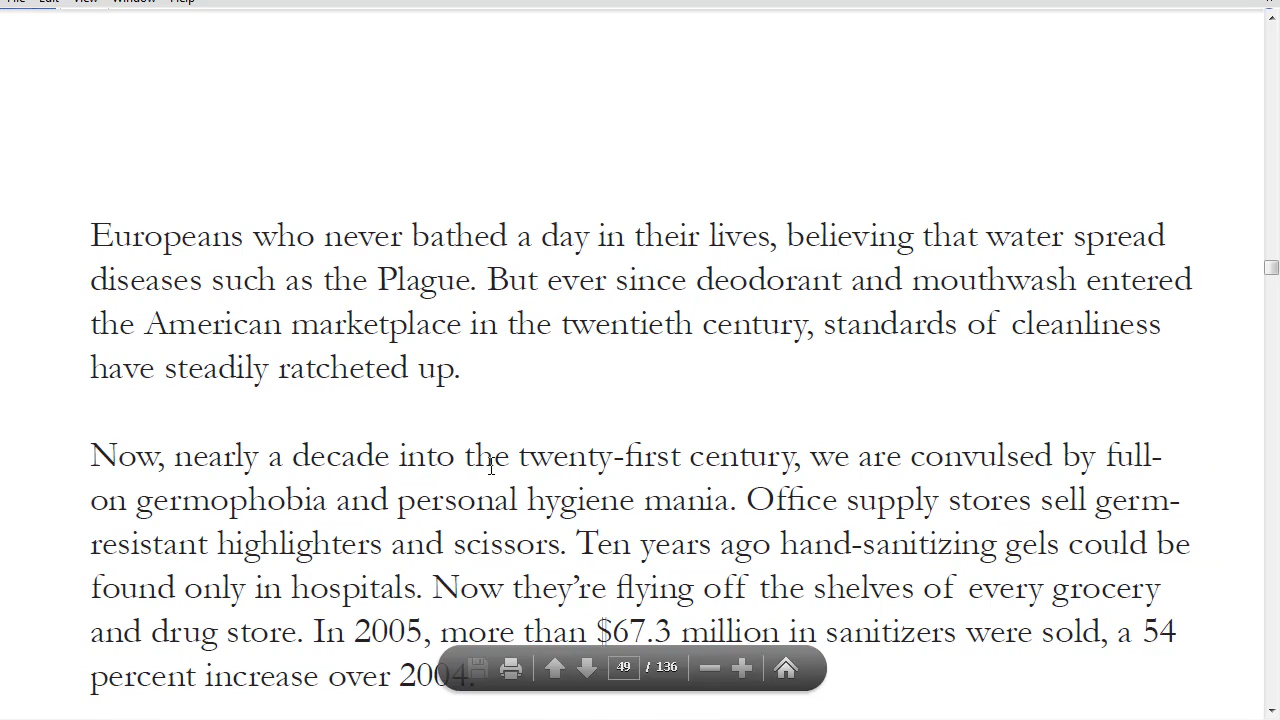 File Edit View Window Help
Europeans who never bathed a day in their lives, believing that water spread
diseases such as the Plague. But ever since deodorant and mouthwash entered
the American marketplace in the twentieth century, standards of cleanliness
have steadily ratcheted up.
Now, nearly a decade into the twenty-first century, we are convulsed by full-
on germophobia and personal hygiene mania. Office supply stores sell germ-
resistant highlighters and scissors. Ten years ago hand-sanitizing gels could be
found only in hospitals. Now they’re flying off the shelves of every grocery
and drug store. In 2005, more than $67.3 million in sanitizers were sold, a 54
percent increase over 2004.
49 / 136